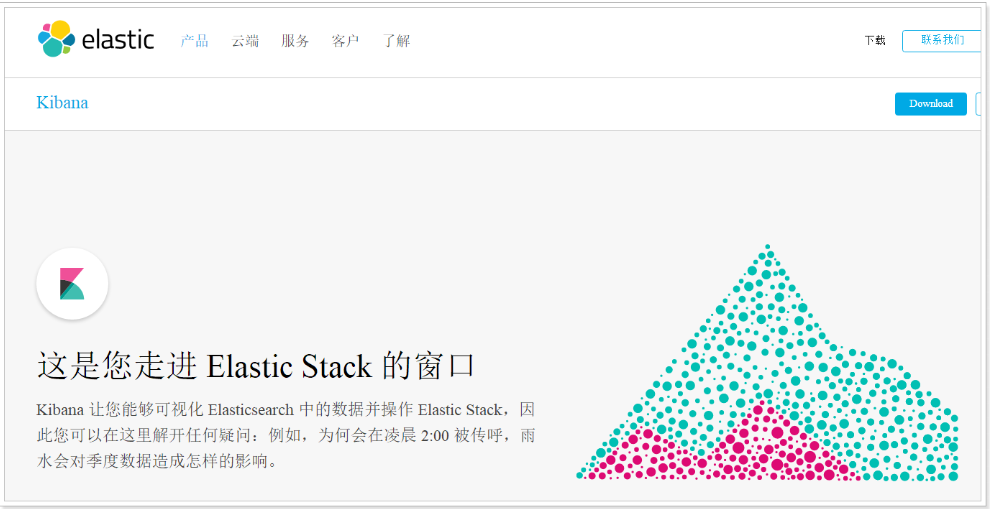 elastic 产品 云端 服务 客户 了解 下载 联系我们
Kibana Download
这是您走进 Elastic Stack 的窗口
Kibana 让您能够可视化 Elasticsearch 中的数据并操作 Elastic Stack，因
此您可以在这里解开任何疑问：例如，为何会在凌晨 2:00 被传呼，雨
水会对季度数据造成怎样的影响。